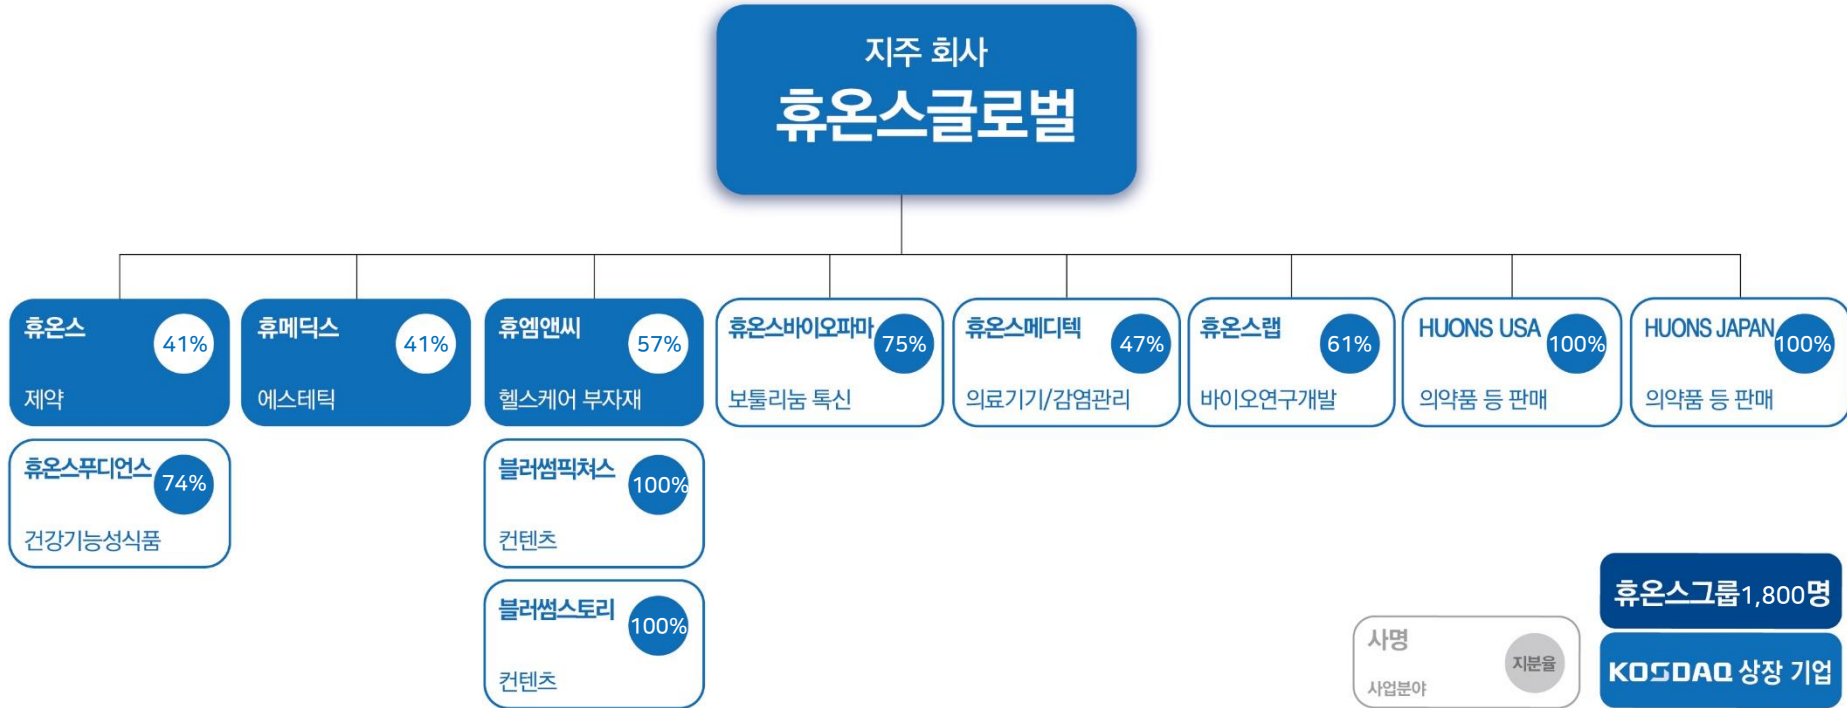 지주 회사
휴온스글로벌
휴온스
41%
제약
휴메딕스
41%
에스테틱
휴엠앤씨
57%
헬스케어 부자재
휴온스바이오파마
75%
보툴리눔 톡신
휴온스메디텍
47%
의료기기/감염관리
휴온스랩
61%
바이오연구개발
HUONS USA
100%
의약품 등 판매
HUONS JAPAN
100%
의약품 등 판매
휴온스푸디언스
74%
건강기능성식품
블러썸픽쳐스
100%
컨텐츠
블러썸스토리
100%
컨텐츠
사명
지분율
사업분야
휴온스그룹1,800명
KOSDAQ 상장 기업